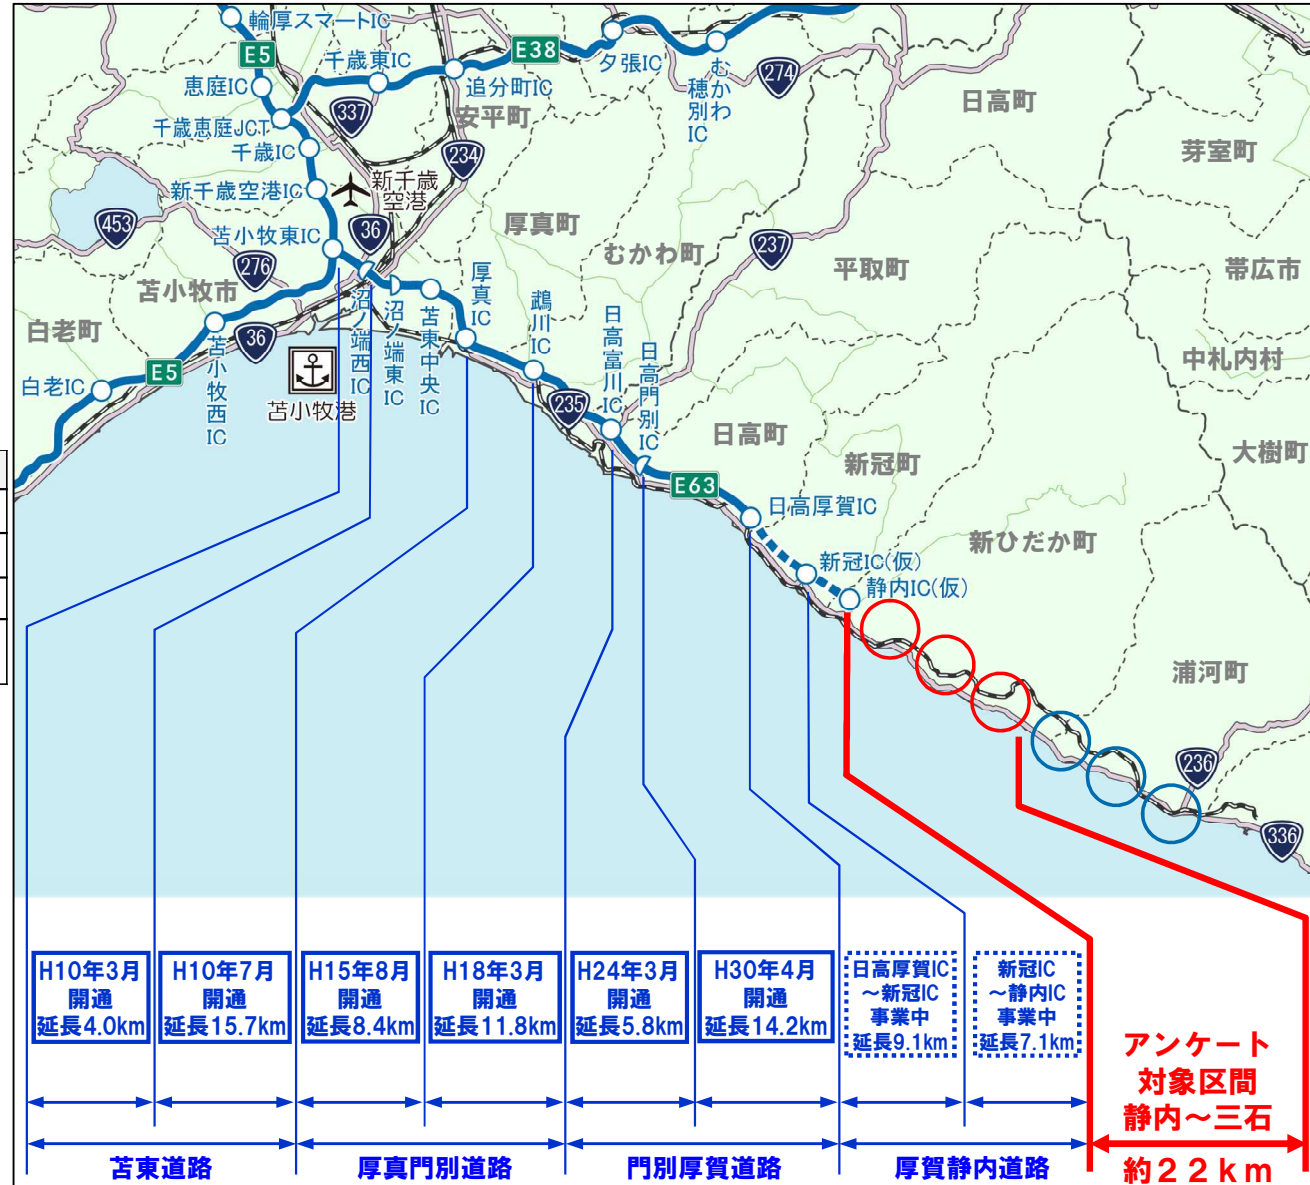 輪厚スマートIC
E5
恵庭IC
千歳東IC
E38
夕張IC
追分町IC
むかわ
穂別
IC
274
日高町
芽室町
337
千歳恵庭JCT
安平町
千歳IC
234
新千歳空港IC
新千歳
空港
453
36
苫小牧東IC
276
厚真町
むかわ町
237
平取町
帯広市
苫小牧市
白老町
36
E5
白老IC
苫小牧西IC
苫小牧港
沼ノ端西IC
沼ノ端東IC
苫東中央IC
厚真IC
鵡川IC
235
日高富川IC
日高門別IC
中札内村
大樹町
日高町
新冠町
E63
日高厚賀IC
新ひだか町
新冠IC(仮)
静内IC(仮)
浦河町
236
336
H10年3月
開通
延長4.0km
H10年7月
開通
延長15.7km
H15年8月
開通
延長8.4km
H18年3月
開通
延長11.8km
H24年3月
開通
延長5.8km
H30年4月
開通
延長14.2km
日高厚賀IC
～新冠IC
事業中
延長9.1km
新冠IC
～静内IC
事業中
延長7.1km
アンケート
対象区間
静内～三石
約22km
苫東道路
厚真門別道路
門別厚賀道路
厚賀静内道路